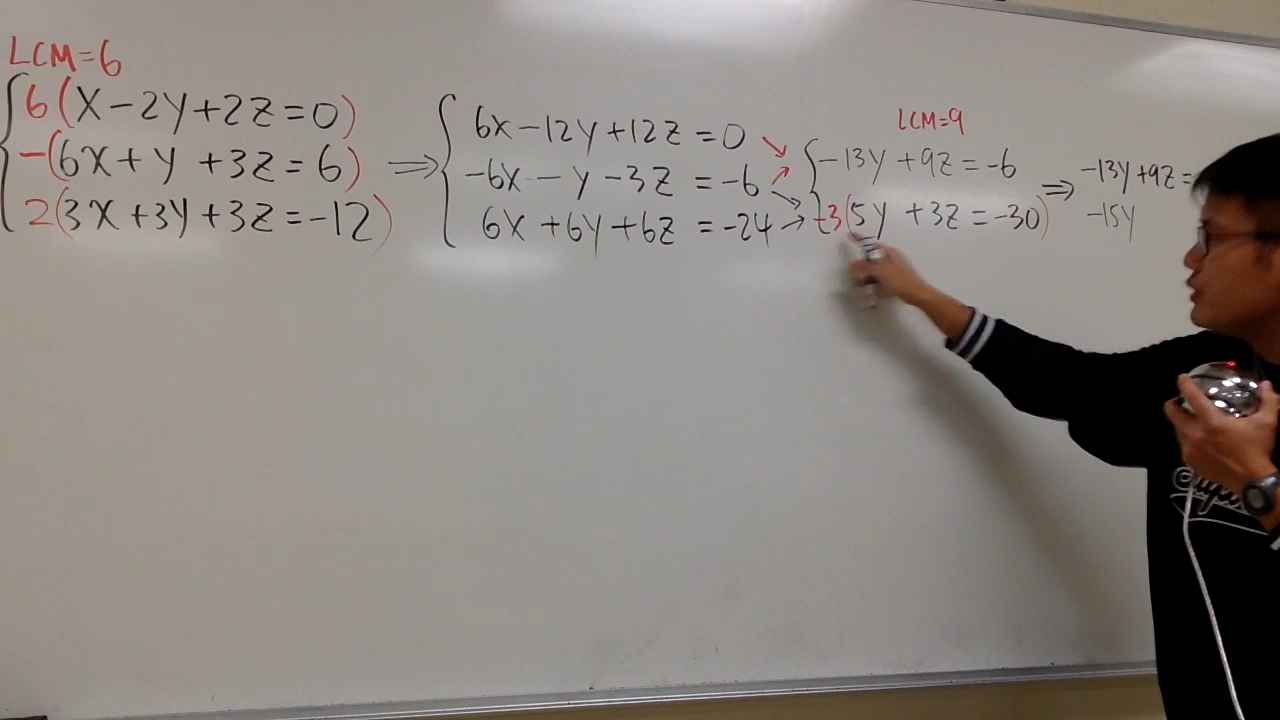 LCM=6
6(X-2y+2z=0)
-(6x+y+3z=6)
2(3x+3y+3z=-12)
⇒
6x-12y+12z=0
-6x-y-3z=-6
6x+6y+6z=-24
LCM=9
-13y+9z=-6
-3(5y+3z=-30)
⇒
-13y+9z=
-15y